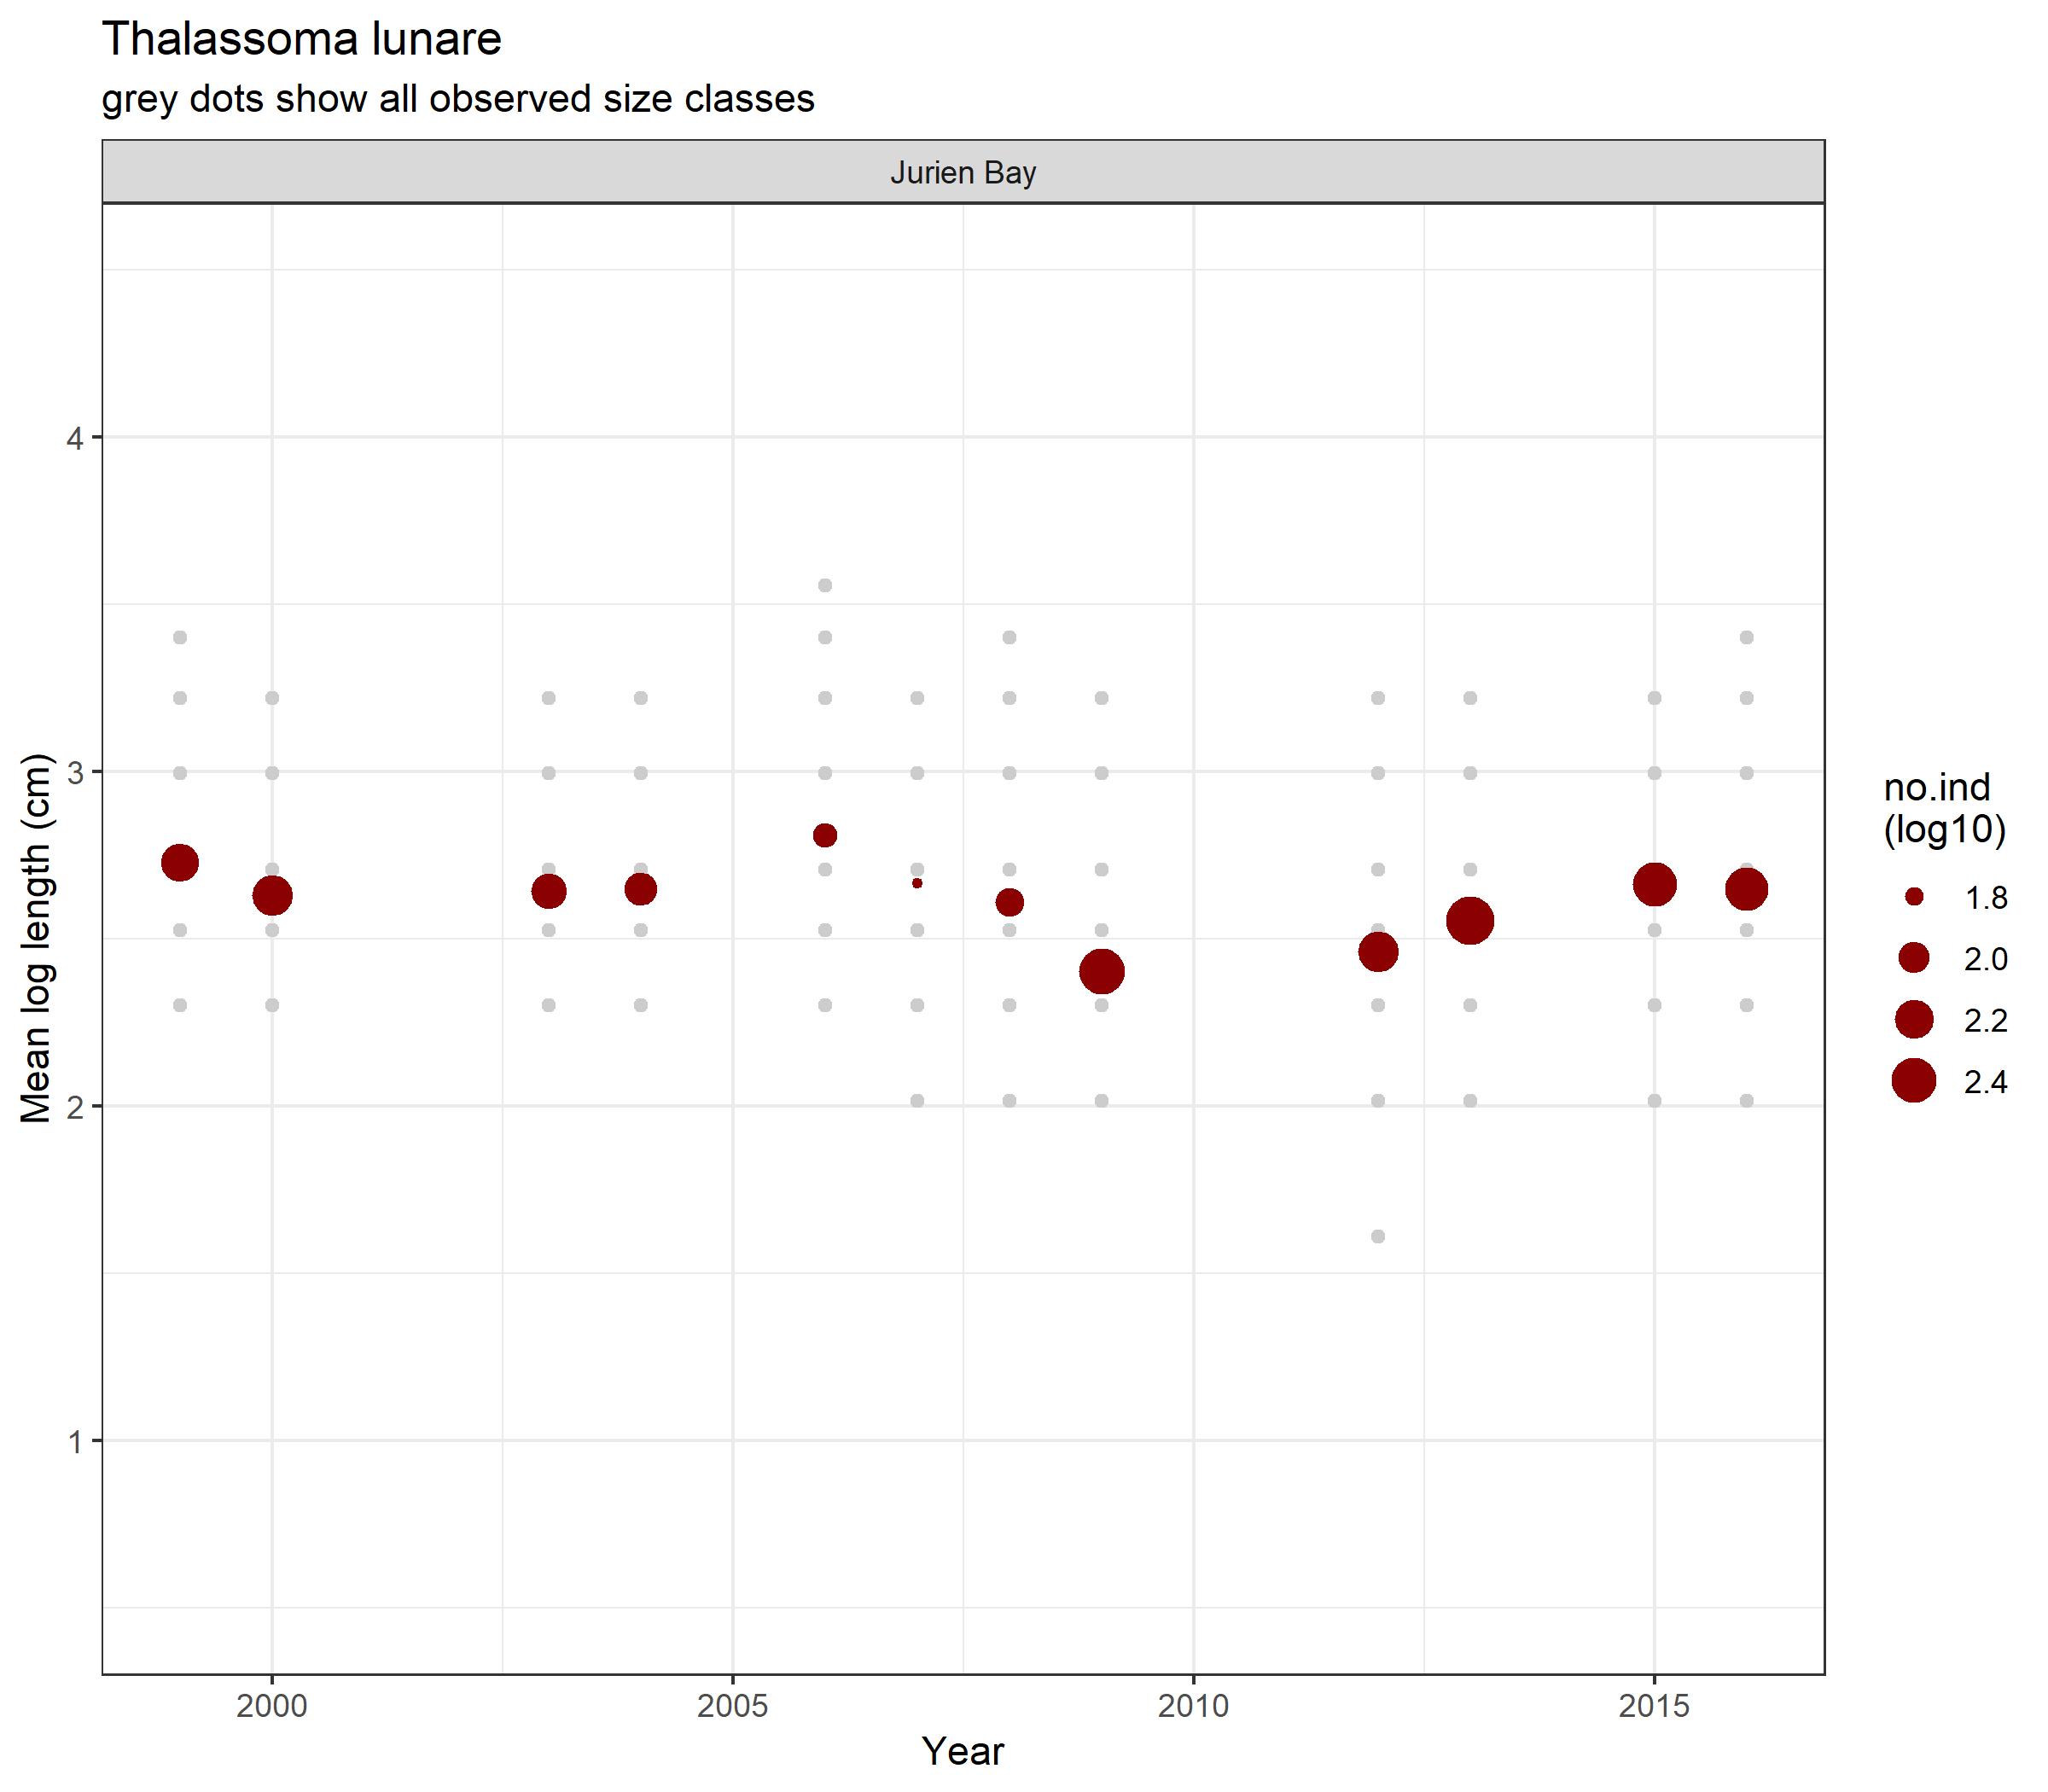 Thalassoma lunare
grey dots show all observed size classes
Jurien Bay
Mean log length (cm)
4
3
2
1
2000
2005
2010
2015
Year
no.ind
(log10)
1.8
2.0
2.2
2.4